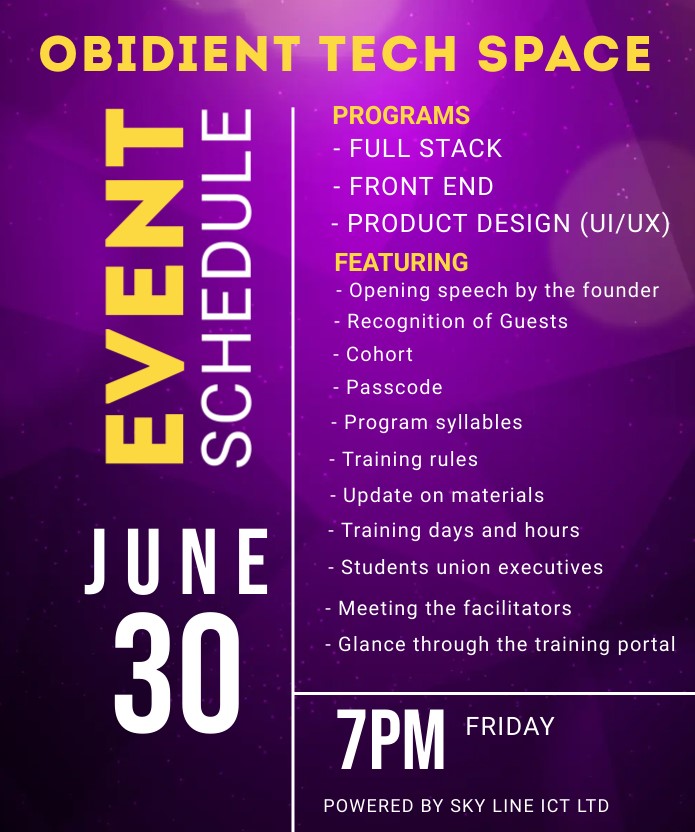 OBIDIENT TECH SPACE
EVENT
SCHEDULE
JUNE
30
PROGRAMS
- FULL STACK
- FRONT END
- PRODUCT DESIGN (UI/UX)
FEATURING
- Opening speech by the founder
- Recognition of Guests
- Cohort
- Passcode
- Program syllables
- Training rules
- Update on materials
- Training days and hours
- Students union executives
- Meeting the facilitators
- Glance through the training portal
7PM FRIDAY
POWERED BY SKY LINE ICT LTD